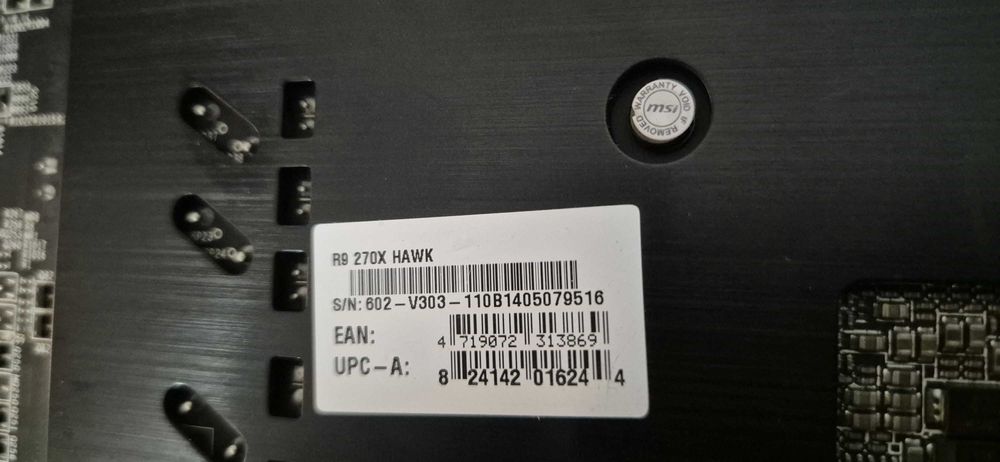 WARRANTY VOID IF REMOVED
msi
R9 270X HAWK
S/N: 602-V303-110B1405079516
EAN:
4 719072 313869
UPC-A:
8 24142 01624 4